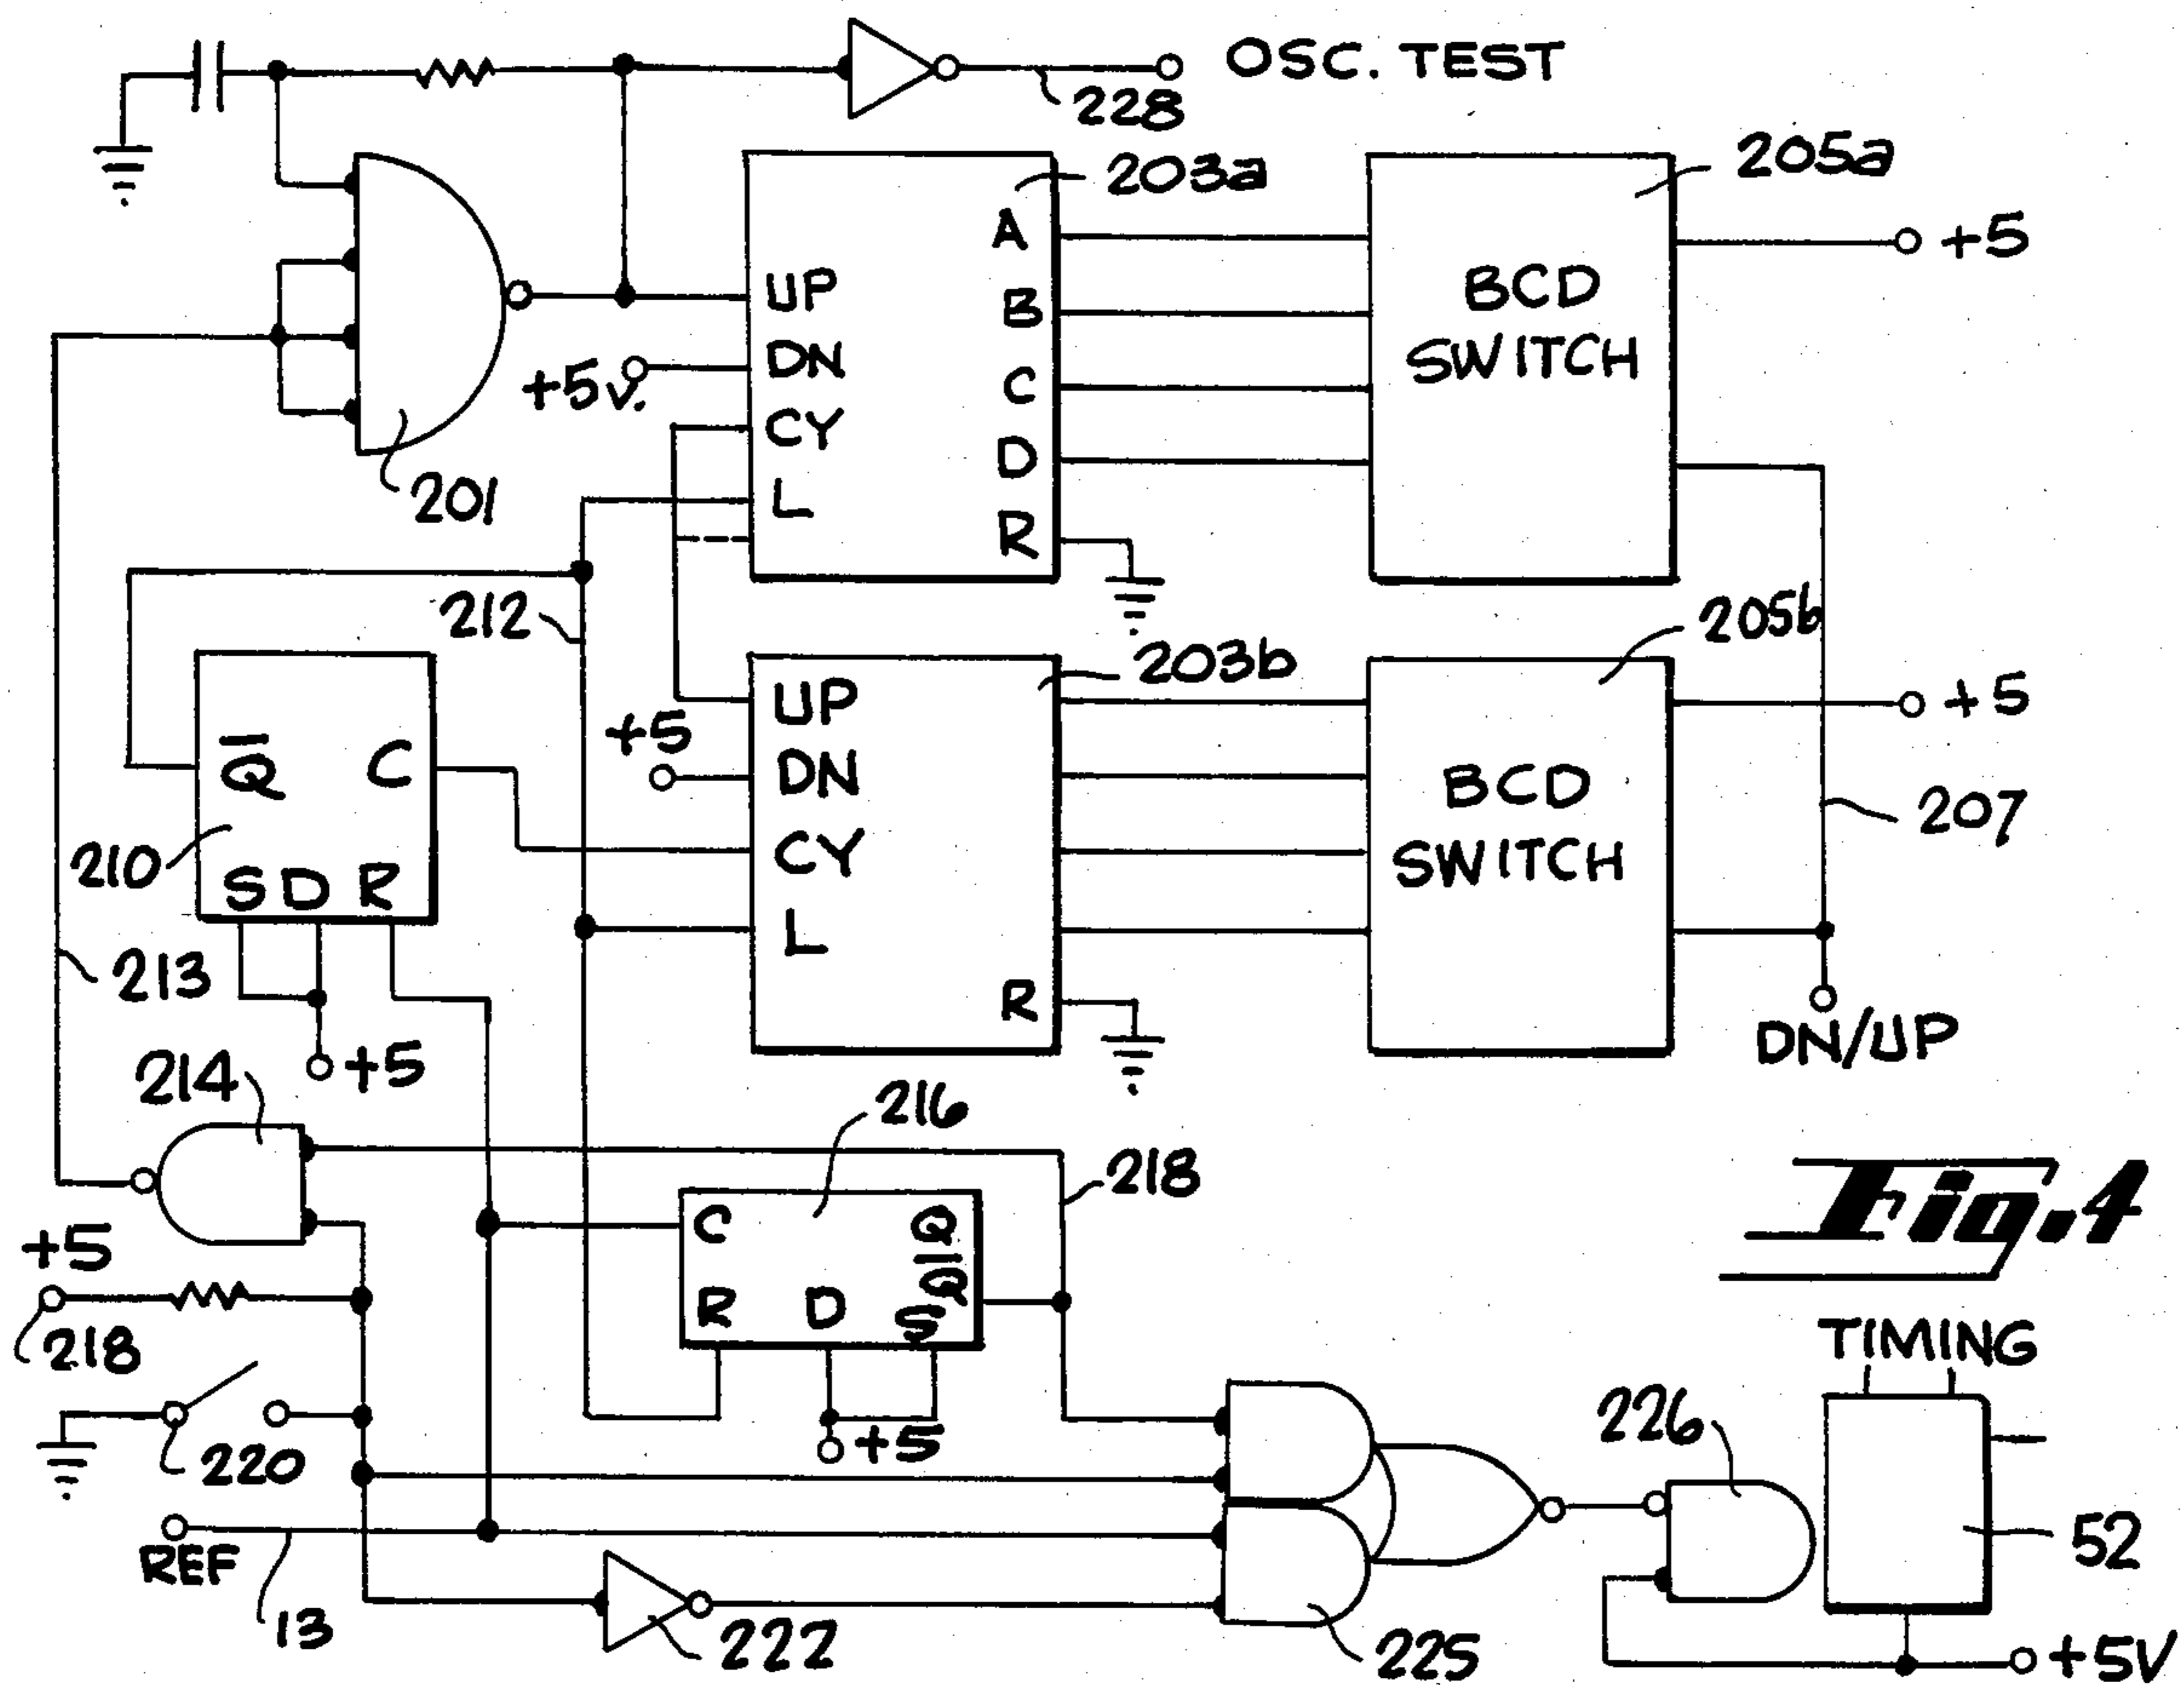 OSC. TEST
228
203a
205a
A
+5
UP
B
BCD
SWITCH
DN
+5v.
C
CY
D
201
L
R
212
205b
203b
UP
+5
+5
Q
C
DN
BCD
SWITCH
207
210
CY
S D R
L
213
R
DN/UP
214
+5
216
218
C
Q
Fig. 4
+5
Q
R
D
S
218
TIMING
226
+5
220
REF
52
13
222
225
+5V